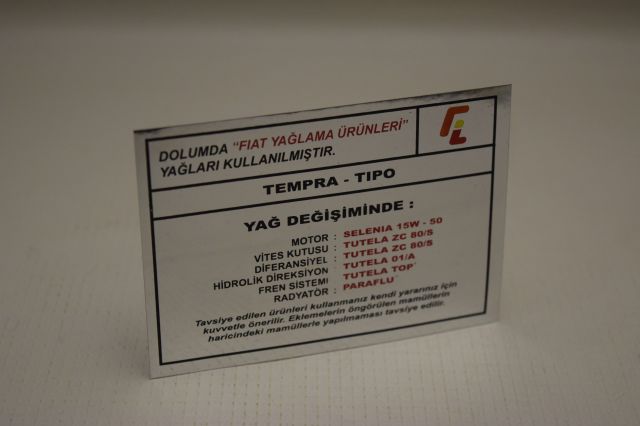 DOLUMDA "FIAT YAĞLAMA ÜRÜNLERİ"
YAĞLARI KULLANILMIŞTIR.
TEMPRA - TIPO
YAĞ DEĞİŞİMİNDE :
MOTOR : SELENIA 15W - 50
VİTES KUTUSU : TUTELA ZC 80/S
DİFERANSİYEL : TUTELA ZC 80/S
HİDROLİK DİREKSİYON : TUTELA 01/A
FREN SİSTEMİ TUTELA TOP
RADYATÖR : PARAFLU
Tavsiye edilen ürünleri kullanmanız kendi yararınız için
kuvvetle önerilir. Eklemelerin öngörülen mamüllerin
haricindeki mamüllerle yapılmaması tavsiye edilir.